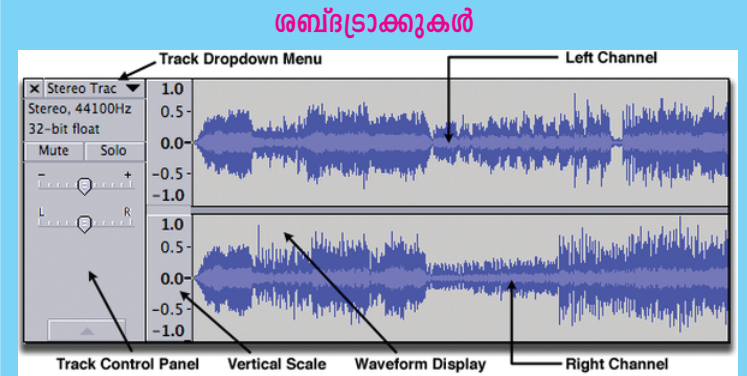 ശബ്ദട്രാക്കുകൾ
Track Dropdown Menu
Left Channel
× Stereo Trac ▼
Stereo, 44100Hz
32-bit float
Mute Solo
- +
L R
1.0
0.5-
0.0-
-0.5-
-1.0
1.0
0.5-
0.0-
-0.5-
-1.0
Track Control Panel
Vertical Scale
Waveform Display
Right Channel